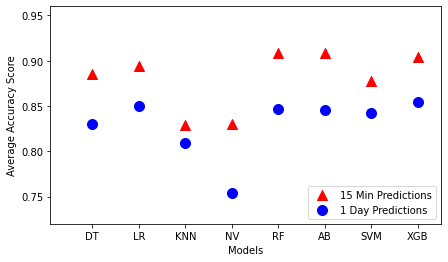 0.95
0.90
0.85
0.80
0.75
Average Accuracy Score
DT LR KNN NV RF AB SVM XGB
Models
15 Min Predictions
1 Day Predictions